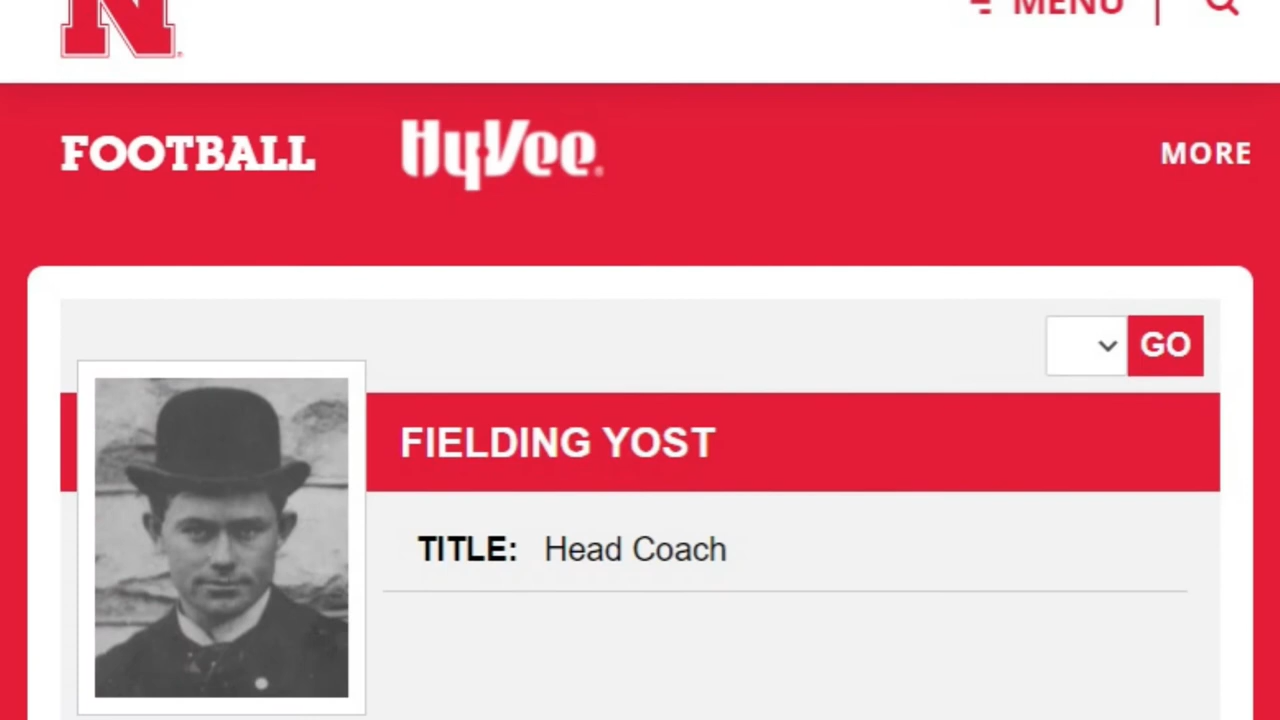 N
MENU
FOOTBALL HyVee. MORE
GO
FIELDING YOST
TITLE: Head Coach